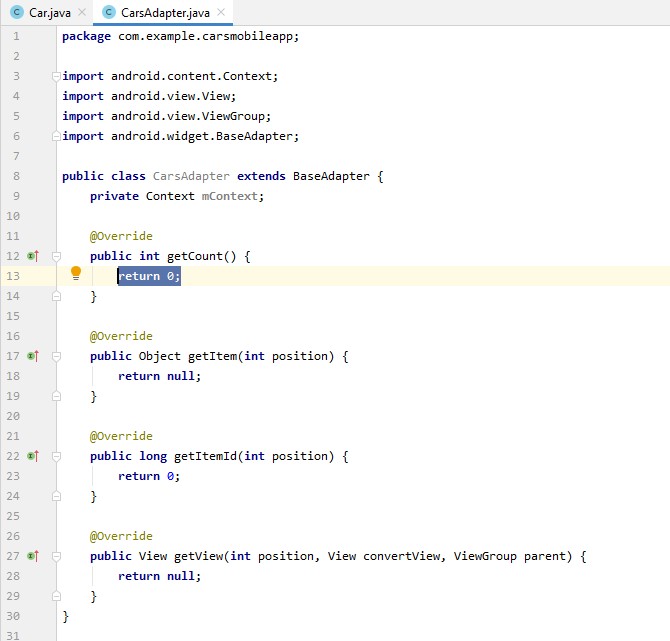 Car.java
CarsAdapter.java
1 package com.example.carsmobileapp;
2
3 import android.content.Context;
4 import android.view.View;
5 import android.view.ViewGroup;
6 import android.widget.BaseAdapter;
7
8 public class CarsAdapter extends BaseAdapter {
9     private Context mContext;
10
11     @Override
12     public int getCount() {
13         return 0;
14     }
15
16     @Override
17     public Object getItem(int position) {
18         return null;
19     }
20
21     @Override
22     public long getItemId(int position) {
23         return 0;
24     }
25
26     @Override
27     public View getView(int position, View convertView, ViewGroup parent) {
28         return null;
29     }
30 }
31